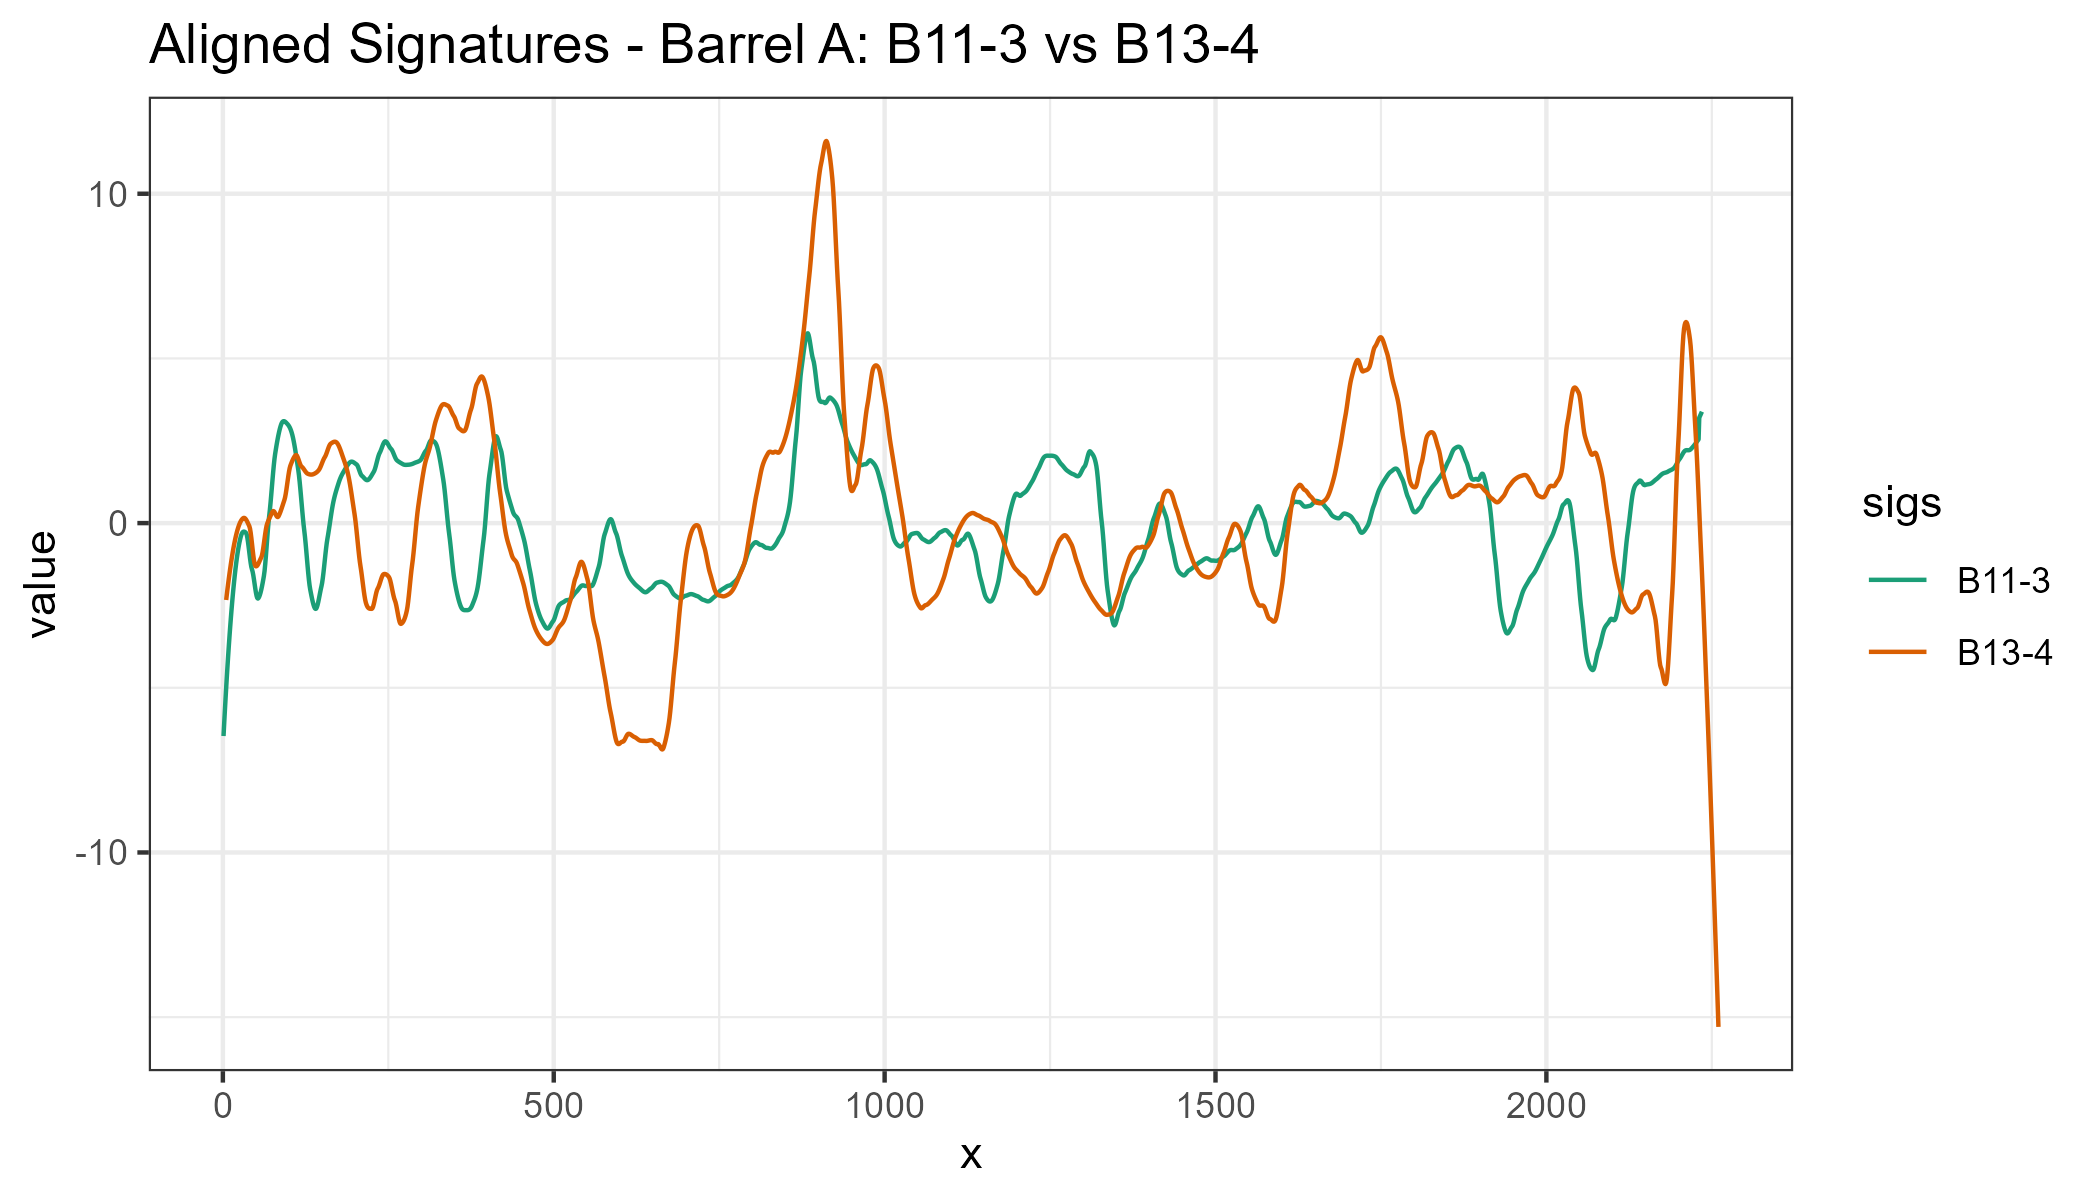 Aligned Signatures - Barrel A: B11-3 vs B13-4
10
0
-10
value
0 500 1000 1500 2000
x
sigs
B11-3
B13-4